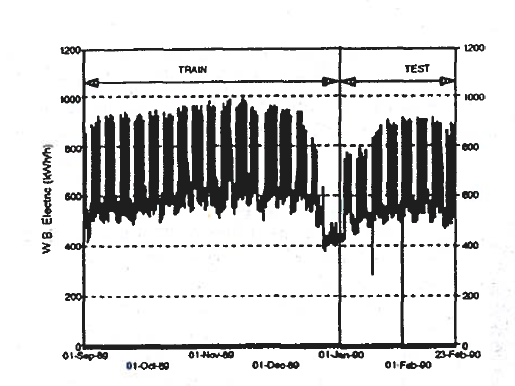 1200
1200
TRAIN
TEST
1000
1000
800
800
600
600
400
400
200
200
0
0
W B. Electric (kWh/h)
01-Sep-89
01-Nov-89
01-Jan-90
23-Feb-90
01-Oct-89
01-Dec-89
01-Feb-90